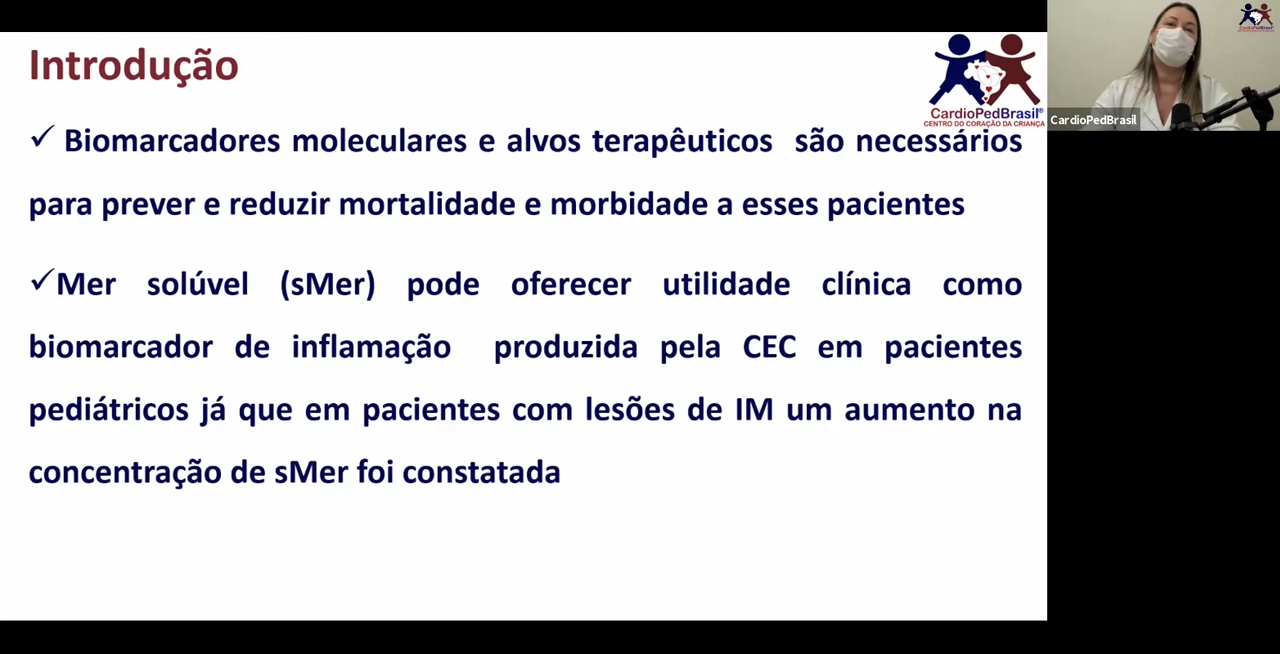 Introdução
CardioPedBrasil®
CENTRO DO CORAÇÃO DA CRIANÇA
✓ Biomarcadores moleculares e alvos terapêuticos são necessários
para prever e reduzir mortalidade e morbidade a esses pacientes
✓Mer solúvel (sMer) pode oferecer utilidade clínica como
biomarcador de inflamação produzida pela CEC em pacientes
pediátricos já que em pacientes com lesões de IM um aumento na
concentração de sMer foi constatada
CardioPedBrasil
CardioPedBrasil